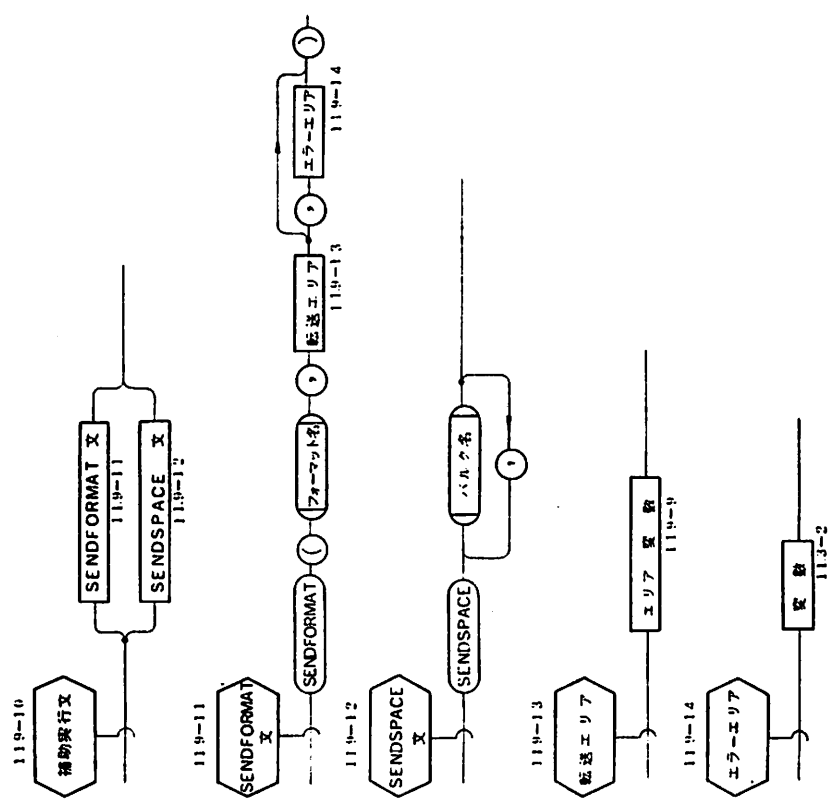 119-10
補助実行文
SENDFORMAT 文
119-11
SENDSPACE 文
119-12
119-11
SENDFORMAT
文
SENDFORMAT
(
フォーマット名
,
転送エリア
119-13
,
エラーエリア
119-14
)
119-12
SENDSPACE
文
SENDSPACE
バルク名
,
119-13
転送エリア
エリア変数
119-9
119-14
エラーエリア
変数
113-2